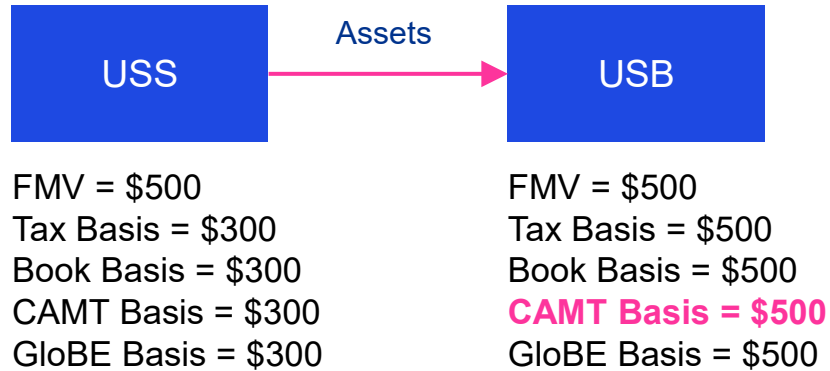 Assets
USS
USB
FMV = $500
Tax Basis = $300
Book Basis = $300
CAMT Basis = $300
GloBE Basis = $300
FMV = $500
Tax Basis = $500
Book Basis = $500
CAMT Basis = $500
GloBE Basis = $500